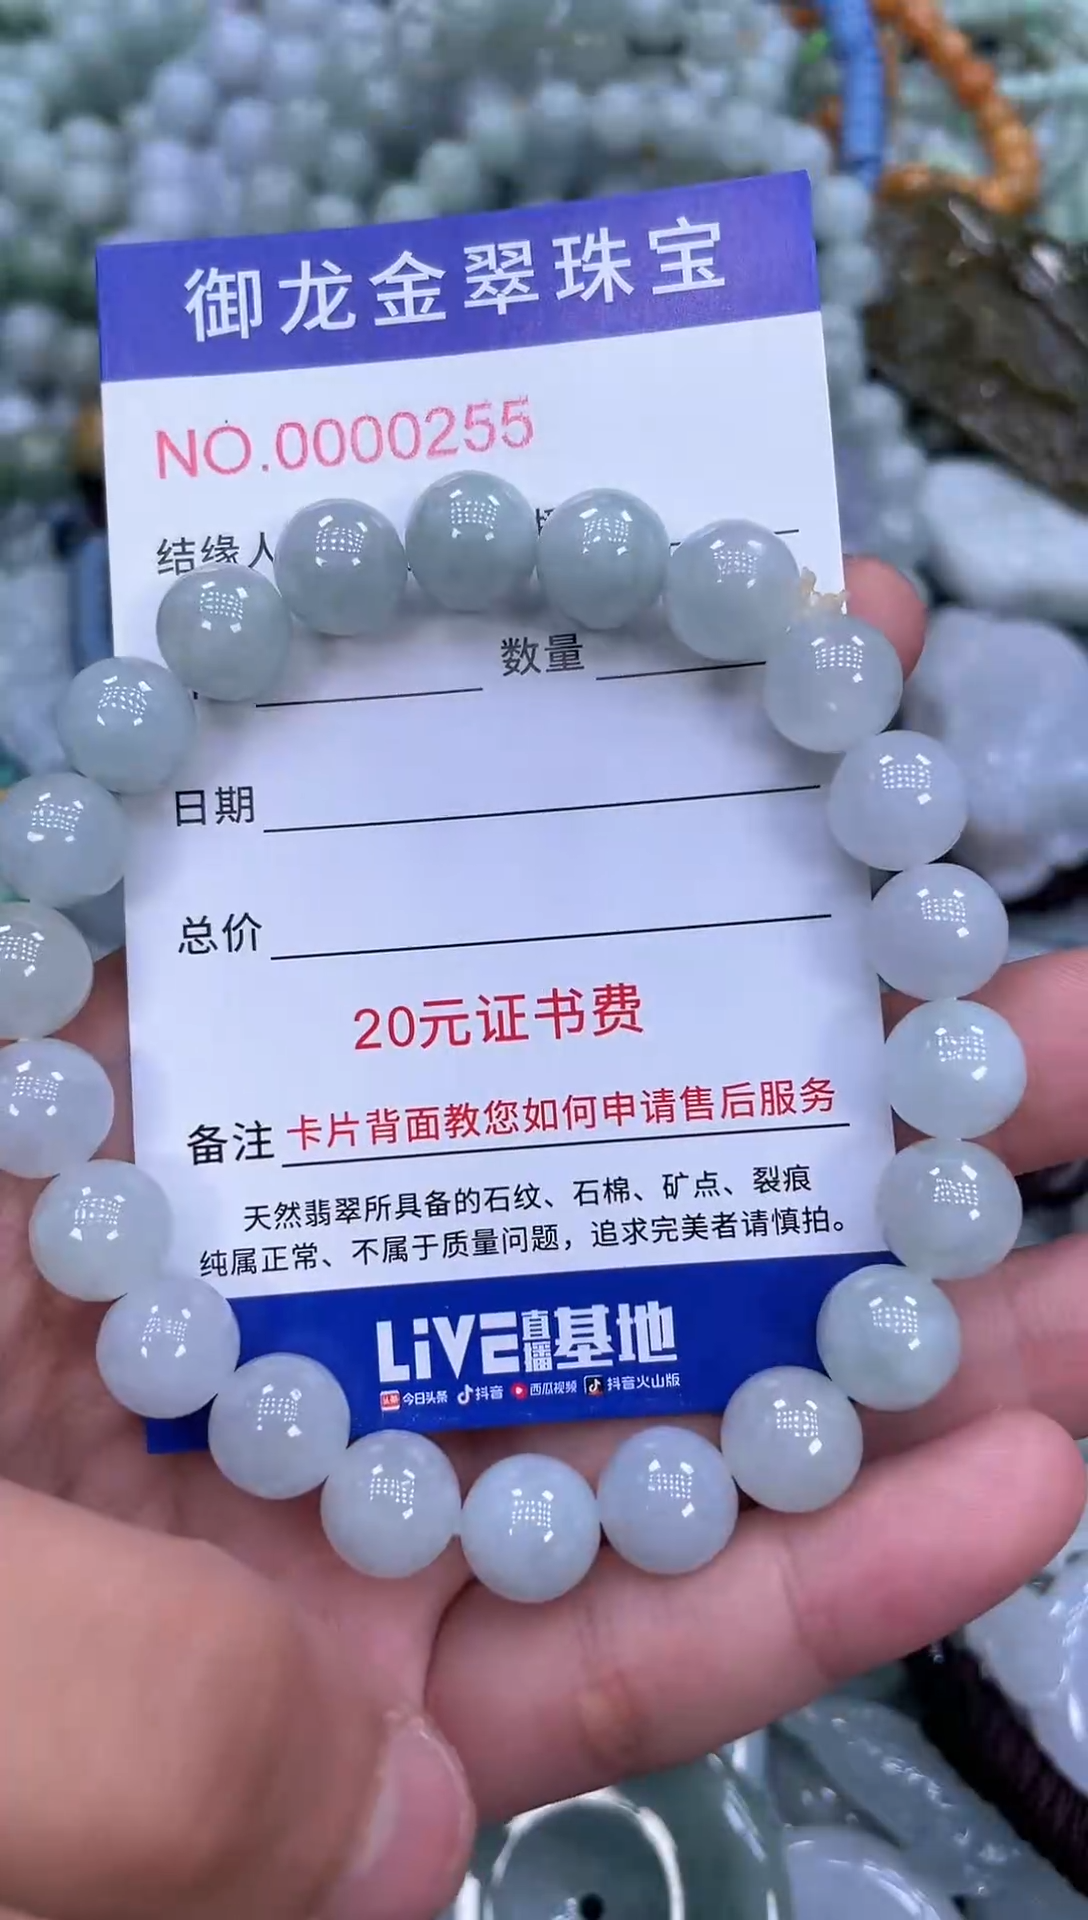 御龙金翠珠宝
NO.0000255
结缘人
数量
日期
总价
20元证书费
备注 卡片背面教您如何申请售后服务
天然翡翠所具备的石纹、石棉、矿点、裂痕
纯属正常、不属于质量问题，追求完美者请慎拍。
LiVE直播基地
头条 今日头条 抖音 西瓜视频 抖音火山版